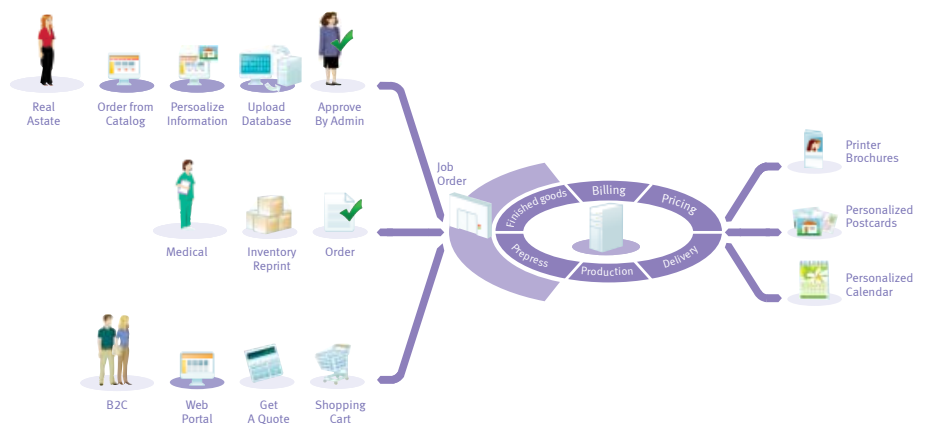 Real
Astate
Order from
Catalog
Persoalize
Information
Upload
Database
Approve
By Admin
Medical
Inventory
Reprint
Order
B2C
Web
Portal
Get
A Quote
Shopping
Cart
Job
Order
Finished goods
Billing
Pricing
Prepress
Production
Delivery
Printer
Brochures
Personalized
Postcards
Personalized
Calendar